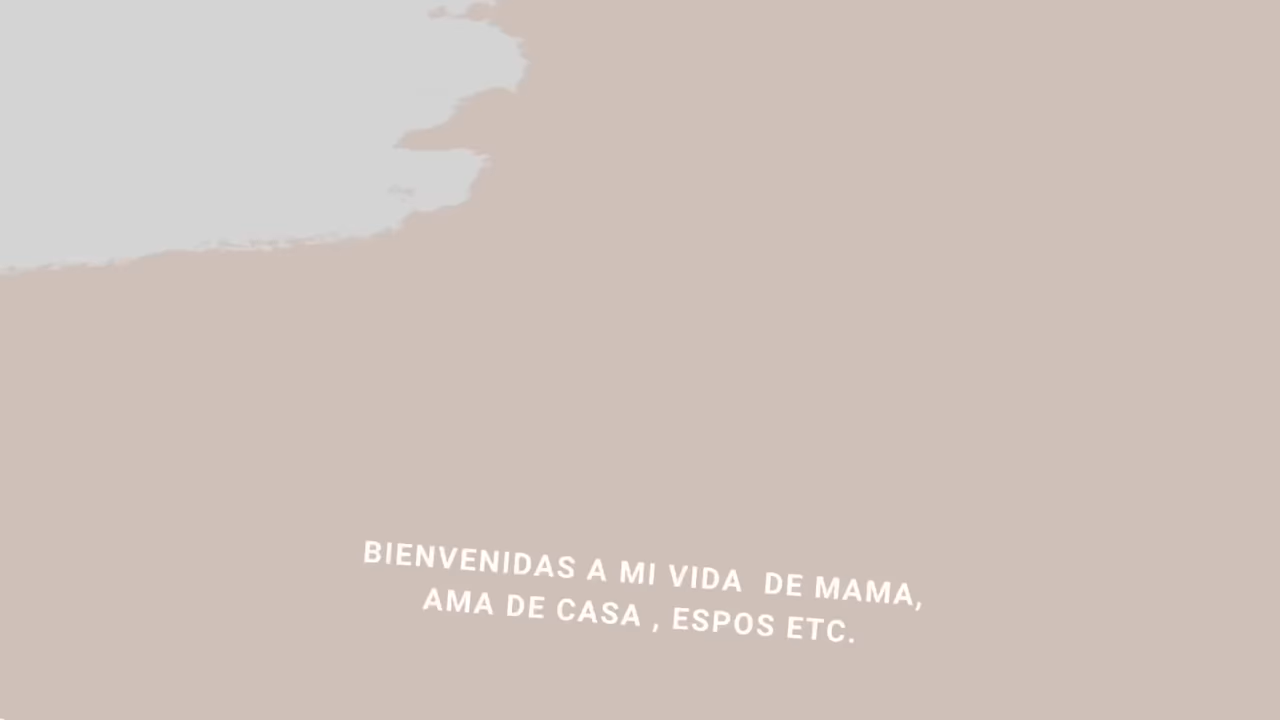 BIENVENIDAS A MI VIDA  DE MAMA,
AMA DE CASA , ESPOS ETC.